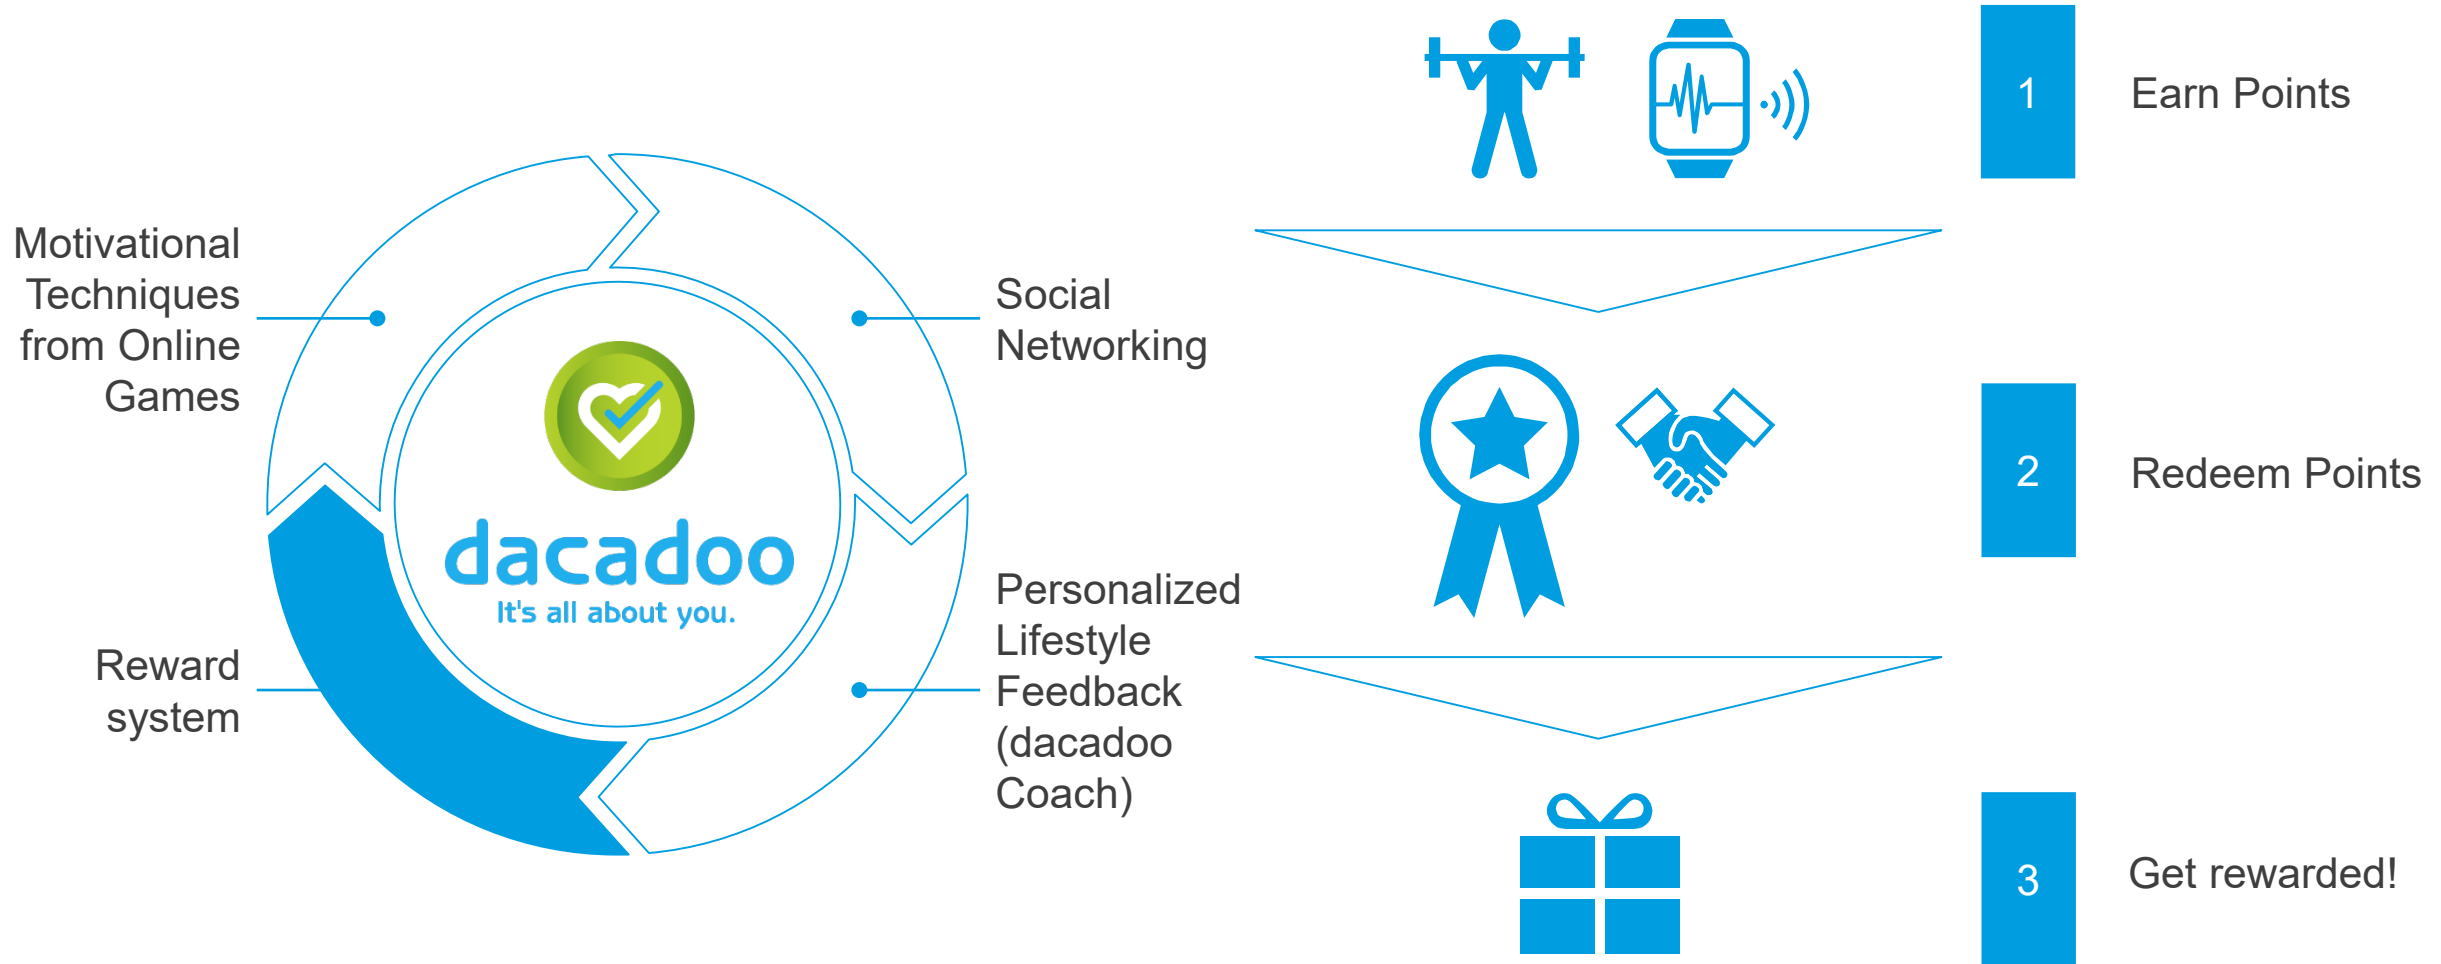 Motivational
Techniques
from Online
Games
Social
Networking
dacadoo
It's all about you.
Reward
system
Personalized
Lifestyle
Feedback
(dacadoo
Coach)
1
Earn Points
2
Redeem Points
3
Get rewarded!